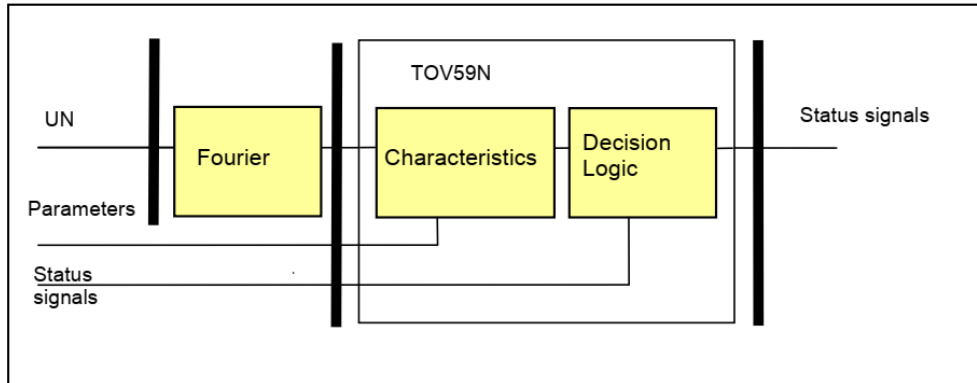 TOV59N
UN
Status signals
Fourier
Characteristics
Decision
Logic
Parameters
Status
signals